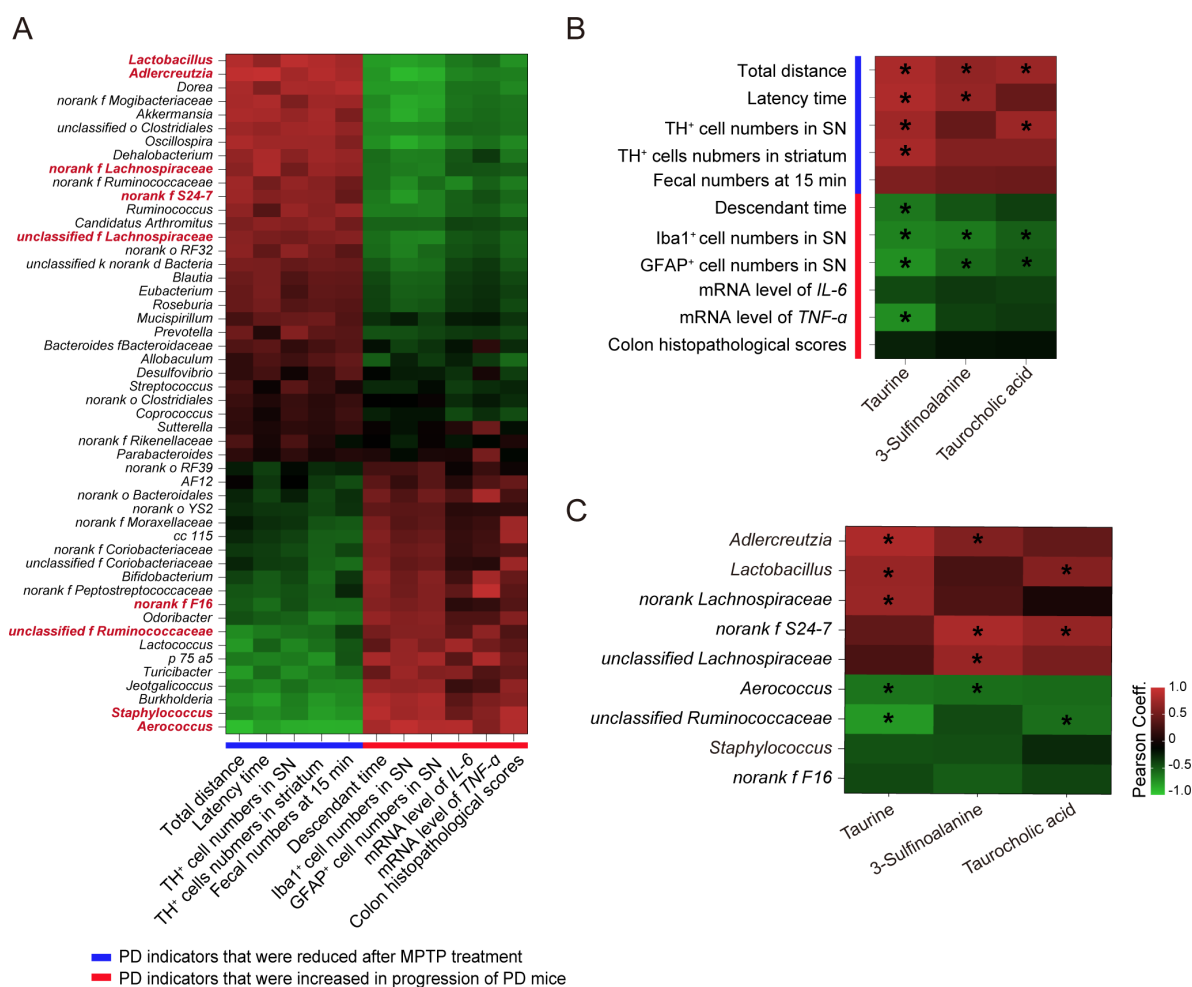 A
Lactobacillus
Adlercreutzia
Dorea
norank f Mogibacteriaceae
Akkermansia
unclassified o Clostridiales
Oscillospira
Dehalobacterium
norank f Lachnospiraceae
norank f Ruminococcaceae
norank f S24-7
Ruminococcus
Candidatus Arthromitus
unclassified f Lachnospiraceae
norank o RF32
unclassified k norank d Bacteria
Blautia
Eubacterium
Roseburia
Mucispirillum
Prevotella
Bacteroides fBacteroidaceae
Allobaculum
Desulfovibrio
Streptococcus
norank o Clostridiales
Coprococcus
Sutterella
norank f Rikenellaceae
Parabacteroides
norank o RF39
AF12
norank o Bacteroidales
norank o YS2
norank f Moraxellaceae
cc 115
norank f Coriobacteriaceae
unclassified f Coriobacteriaceae
Bifidobacterium
norank f Peptostreptococcaceae
norank f F16
Odoribacter
unclassified f Ruminococcaceae
Lactococcus
p 75 a5
Turicibacter
Jeotgalicoccus
Burkholderia
Staphylococcus
Aerococcus
Total distance
Latency time
TH+ cell numbers in SN
TH+ cells nubmers in striatum
Fecal numbers at 15 min
Descendant time
Iba1+ cell numbers in SN
GFAP+ cell numbers in SN
mRNA level of IL-6
mRNA level of TNF-α
Colon histopathological scores
PD indicators that were reduced after MPTP treatment
PD indicators that were increased in progression of PD mice
B
Total distance * * *
Latency time * *
TH+ cell numbers in SN * *
TH+ cells nubmers in striatum *
Fecal numbers at 15 min
Descendant time *
Iba1+ cell numbers in SN * * *
GFAP+ cell numbers in SN * * *
mRNA level of IL-6
mRNA level of TNF-α *
Colon histopathological scores
Taurine
3-Sulfinoalanine
Taurocholic acid
C
Adlercreutzia * *
Lactobacillus * *
norank Lachnospiraceae *
norank f S24-7 * *
unclassified Lachnospiraceae *
Aerococcus * *
unclassified Ruminococcaceae * *
Staphylococcus
norank f F16
Taurine
3-Sulfinoalanine
Taurocholic acid
Pearson Coeff.
1.0
0.5
0
-0.5
-1.0